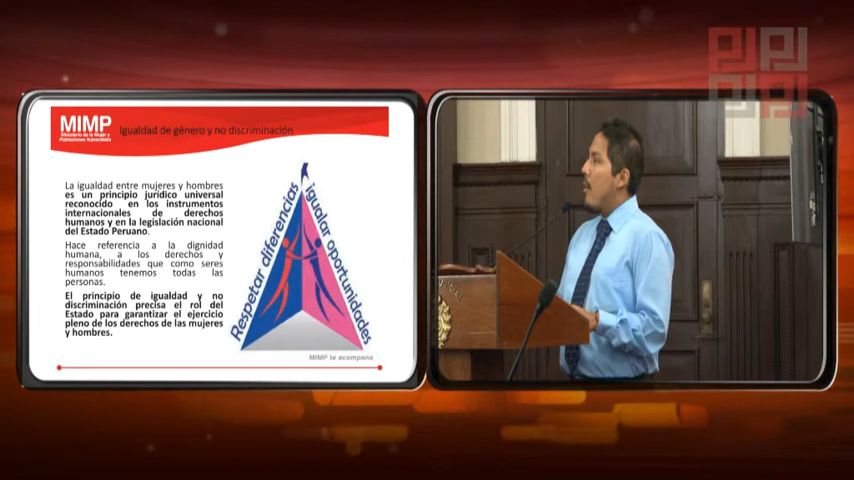 MIMP
Ministerio de la Mujer y
Poblaciones Vulnerables
Igualdad de género y no discriminación
La igualdad entre mujeres y hombres
es un principio jurídico universal
reconocido en los instrumentos
internacionales de derechos
humanos y en la legislación nacional
del Estado Peruano.
Hace referencia a la dignidad
humana, a los derechos y
responsabilidades que como seres
humanos tenemos todas las
personas.
El principio de igualdad y no
discriminación precisa el rol del
Estado para garantizar el ejercicio
pleno de los derechos de las mujeres
y hombres.
Respetar diferencias
igualar oportunidades
MIMP te acompana